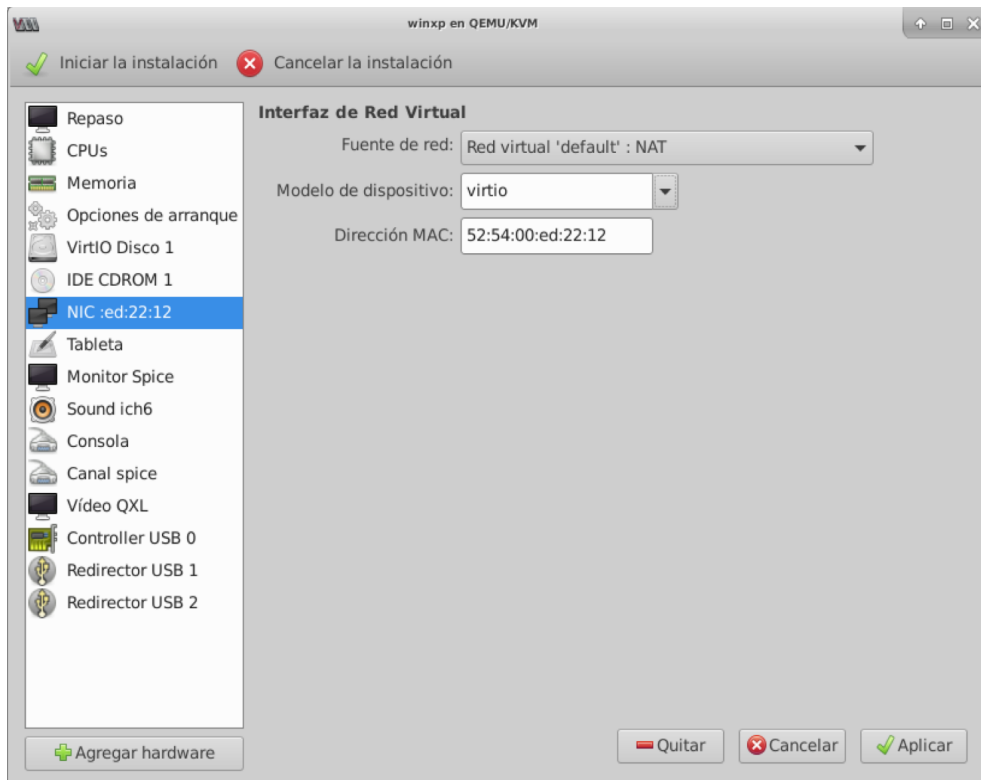 winxp en QEMU/KVM
Iniciar la instalación
Cancelar la instalación
Repaso
CPUs
Memoria
Opciones de arranque
VirtIO Disco 1
IDE CDROM 1
NIC :ed:22:12
Tableta
Monitor Spice
Sound ich6
Consola
Canal spice
Vídeo QXL
Controller USB 0
Redirector USB 1
Redirector USB 2
Agregar hardware
Interfaz de Red Virtual
Fuente de red: Red virtual 'default' : NAT
Modelo de dispositivo: virtio
Dirección MAC: 52:54:00:ed:22:12
Quitar
Cancelar
Aplicar